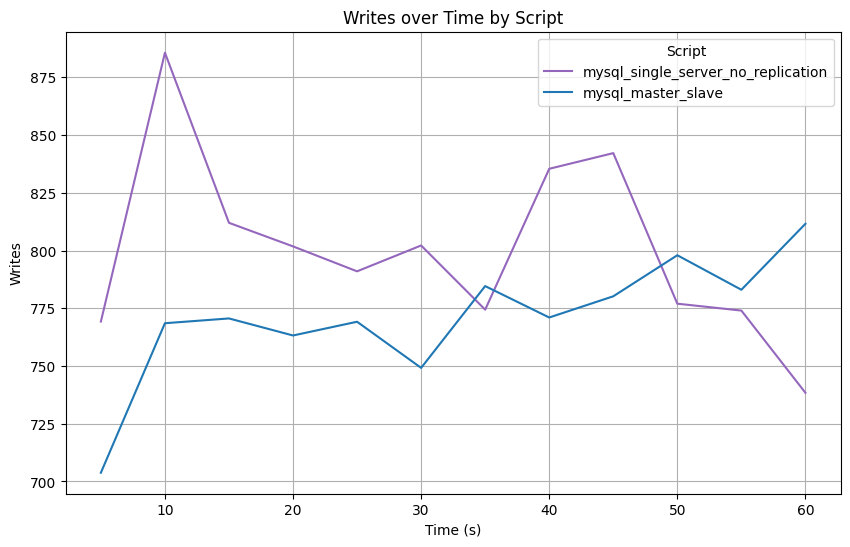 Writes over Time by Script
Script
mysql_single_server_no_replication
mysql_master_slave
875
850
825
800
775
750
725
700
Writes
10
20
30
40
50
60
Time (s)